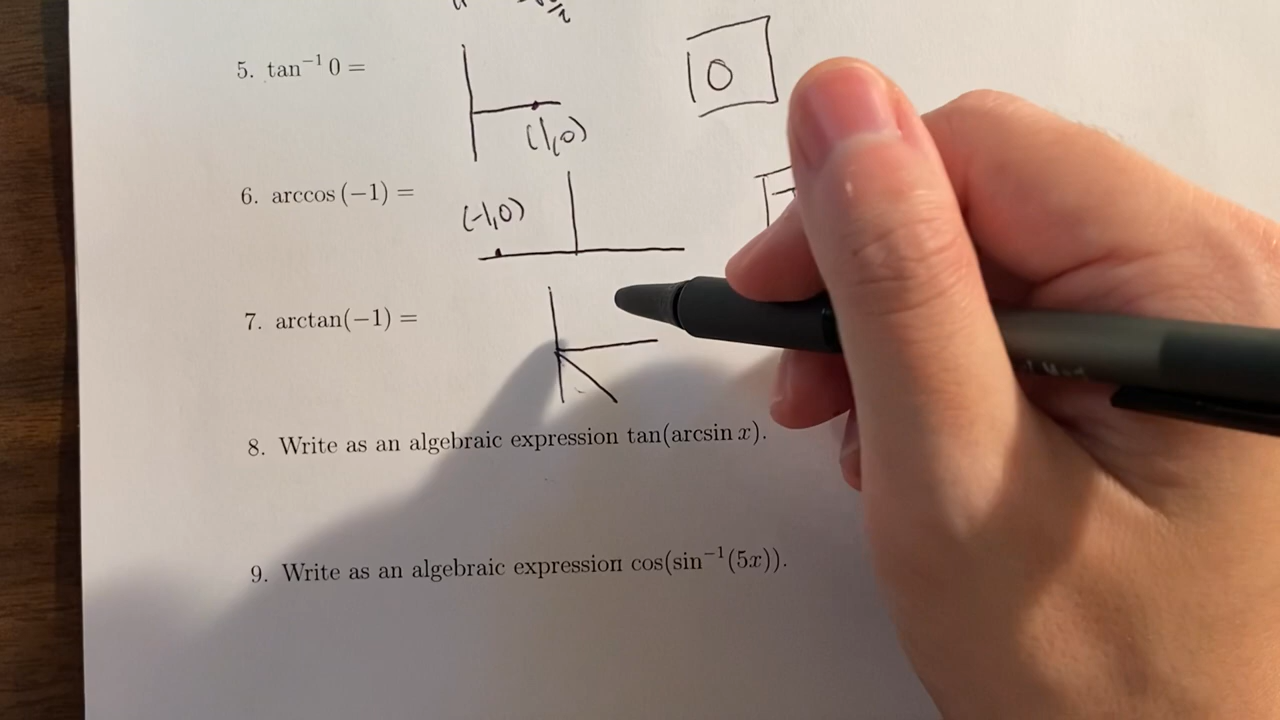 5. tan⁻¹ 0 =
0
(1,0)
6. arccos (−1) =
(-1,0)
7. arctan(−1) =
8. Write as an algebraic expression tan(arcsin x).
9. Write as an algebraic expression cos(sin⁻¹(5x)).